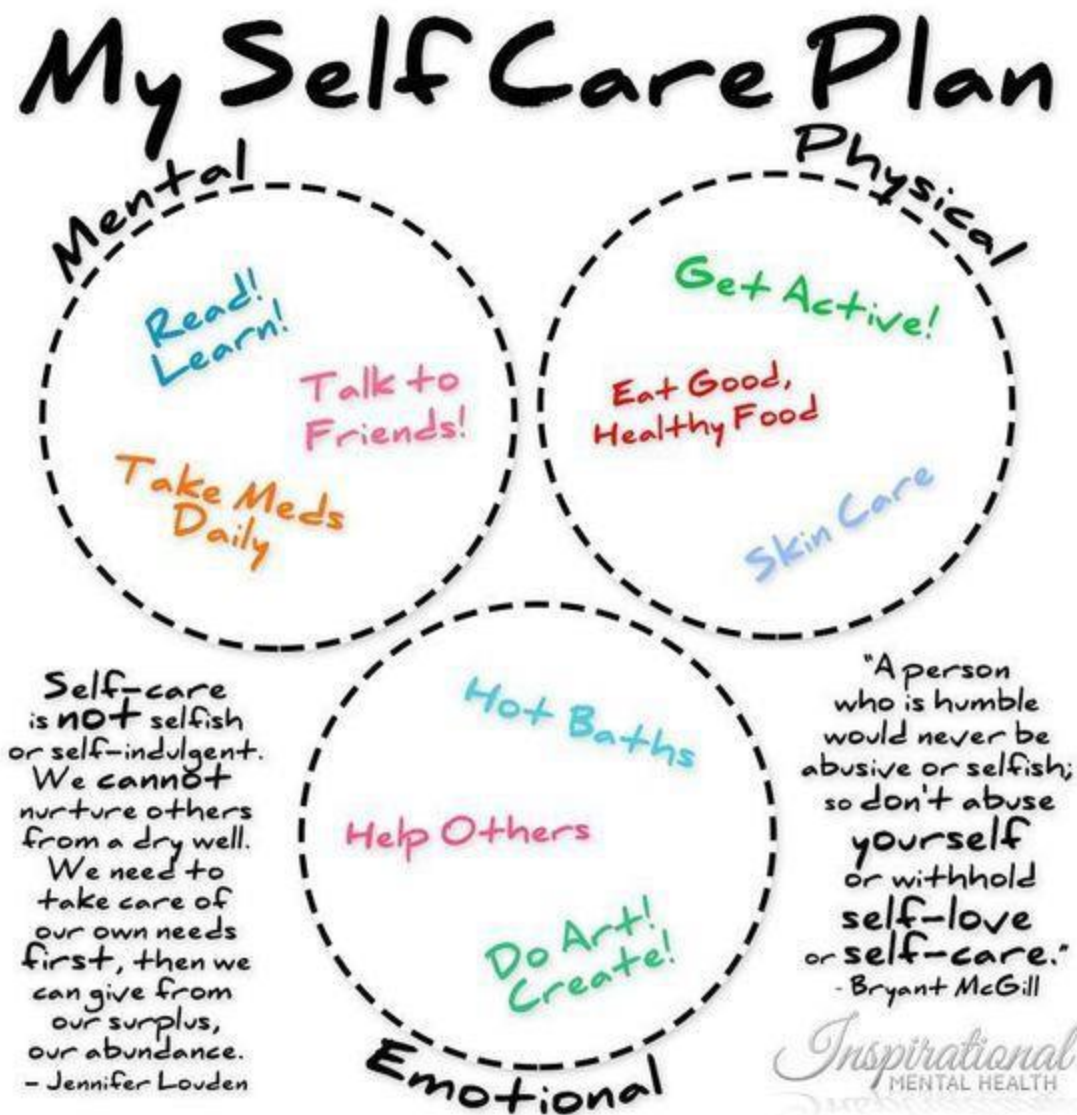 My Self Care Plan
Mental
Read!
Learn!
Talk to
Friends!
Take Meds
Daily
Physical
Get Active!
Eat Good,
Healthy Food
Skin Care
Hot Baths
Help Others
Do Art!
Create!
Emotional
Self-care
is not selfish
or self-indulgent.
We cannot
nurture others
from a dry well.
We need to
take care of
our own needs
first, then we
can give from
our surplus,
our abundance.
- Jennifer Louden
"A person
who is humble
would never be
abusive or selfish;
so don't abuse
yourself
or withhold
self-love
or self-care."
- Bryant McGill
Inspirational
MENTAL HEALTH